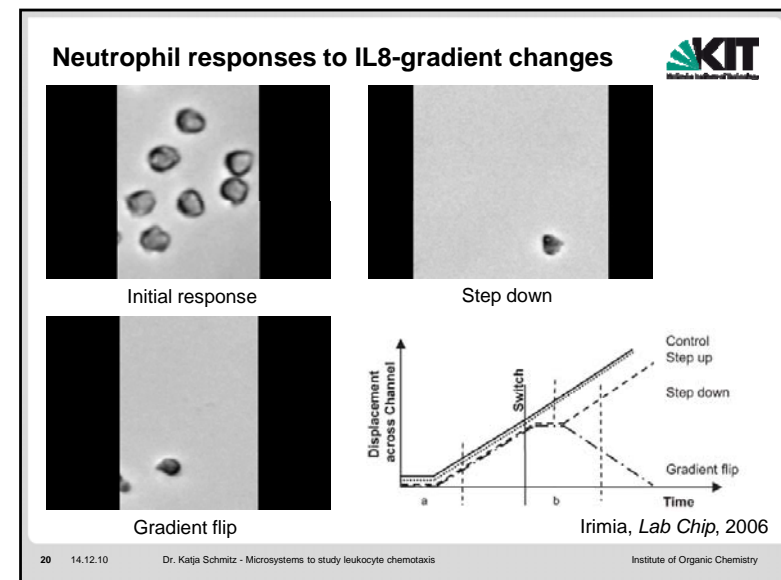 Neutrophil responses to IL8-gradient changes
KIT
Initial response
Step down
Gradient flip
Displacement
across Channel
Switch
Control
Step up
Step down
Gradient flip
a
b
Time
Irimia, Lab Chip, 2006
20 14.12.10 Dr. Katja Schmitz - Microsystems to study leukocyte chemotaxis Institute of Organic Chemistry